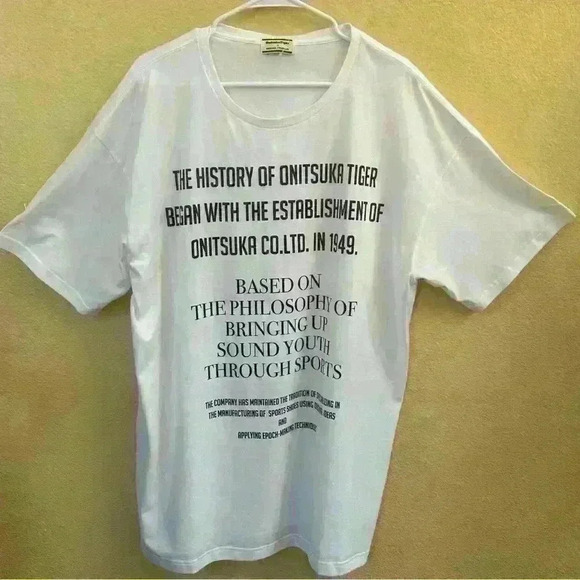 THE HISTORY OF ONITSUKA TIGER
BEGAN WITH THE ESTABLISHMENT OF
ONITSUKA CO.LTD. IN 1949.
BASED ON
THE PHILOSOPHY OF
BRINGING UP
SOUND YOUTH
THROUGH SPORTS
THE COMPANY HAS MAINTAINED THE TRADITION OF IN
THE MANUFACTURING OF SPORTS SHOES USING IDEAS
AND
APPLYING EPOCH-MAKING